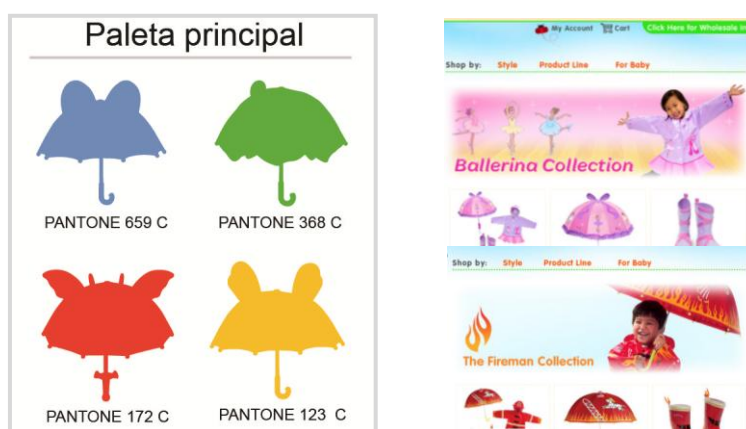 Paleta principal
PANTONE 659 C
PANTONE 368 C
PANTONE 172 C
PANTONE 123 C
My Account Cart Click Here for Wholesale
Shop by: Style Product Line For Baby
Ballerina Collection
Shop by: Style Product Line For Baby
The Fireman Collection